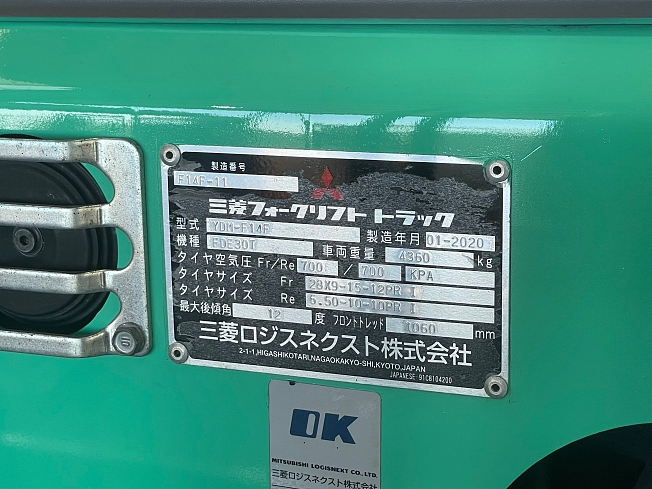 製造番号
F14E-11
三菱フォークリフト トラック
型式 YDM-F14E 製造年月 01-2020
機種 FDE30T 車両重量 4360 kg
タイヤ空気圧 Fr/Re 700 / 700 KPA
タイヤサイズ Fr 28X9-15-12PR I
タイヤサイズ Re 6.50-10-10PR I
最大後傾角 12 度 フロントトレッド 1060 mm
三菱ロジスネクスト株式会社
2-1-1,HIGASHIKOTARI,NAGAOKAKYO-SHI,KYOTO,JAPAN
JAPANESE 91CB104200
OK
MITSUBISHI LOGISNEXT CO., LTD.
三菱ロジスネクスト株式会社